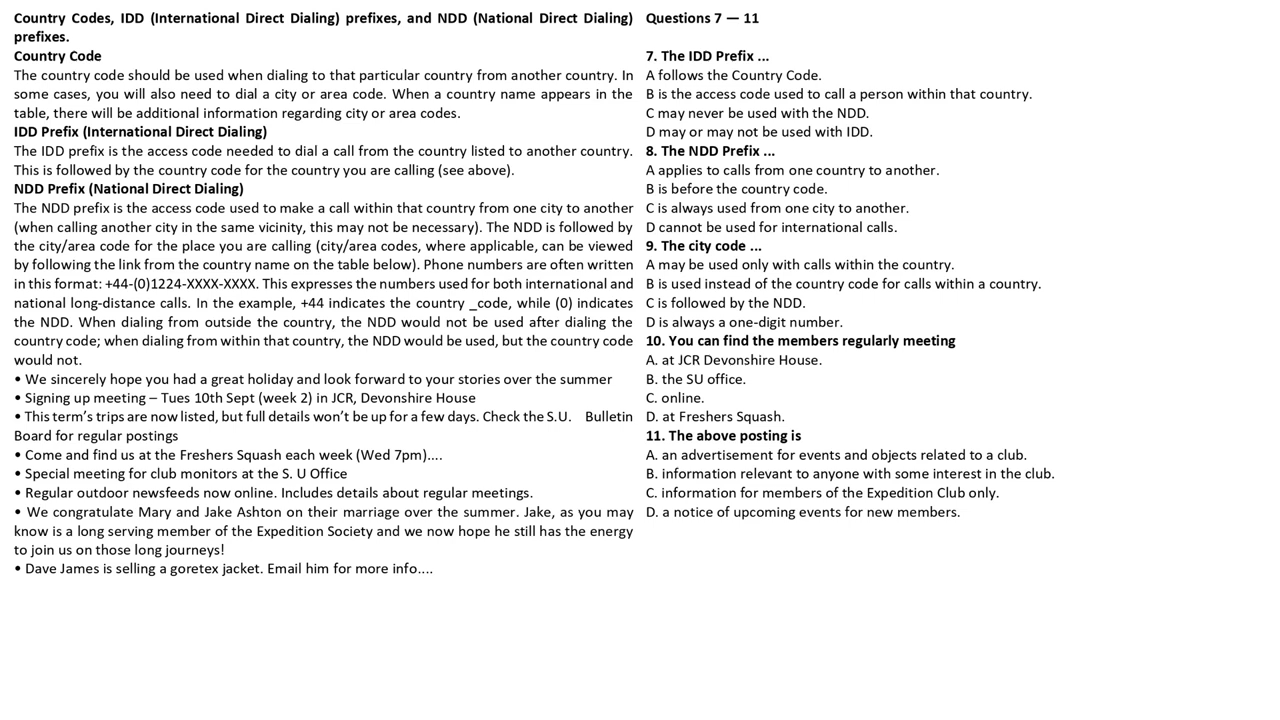 Country Codes, IDD (International Direct Dialing) prefixes, and NDD (National Direct Dialing)
prefixes.
Country Code
The country code should be used when dialing to that particular country from another country. In
some cases, you will also need to dial a city or area code. When a country name appears in the
table, there will be additional information regarding city or area codes.
IDD Prefix (International Direct Dialing)
The IDD prefix is the access code needed to dial a call from the country listed to another country.
This is followed by the country code for the country you are calling (see above).
NDD Prefix (National Direct Dialing)
The NDD prefix is the access code used to make a call within that country from one city to another
(when calling another city in the same vicinity, this may not be necessary). The NDD is followed by
the city/area code for the place you are calling (city/area codes, where applicable, can be viewed
by following the link from the country name on the table below). Phone numbers are often written
in this format: +44-(0)1224-XXXX-XXXX. This expresses the numbers used for both international and
national long-distance calls. In the example, +44 indicates the country _code, while (0) indicates
the NDD. When dialing from outside the country, the NDD would not be used after dialing the
country code; when dialing from within that country, the NDD would be used, but the country code
would not.
• We sincerely hope you had a great holiday and look forward to your stories over the summer
• Signing up meeting – Tues 10th Sept (week 2) in JCR, Devonshire House
• This term's trips are now listed, but full details won't be up for a few days. Check the S.U. Bulletin
Board for regular postings
• Come and find us at the Freshers Squash each week (Wed 7pm)....
• Special meeting for club monitors at the S. U Office
• Regular outdoor newsfeeds now online. Includes details about regular meetings.
• We congratulate Mary and Jake Ashton on their marriage over the summer. Jake, as you may
know is a long serving member of the Expedition Society and we now hope he still has the energy
to join us on those long journeys!
• Dave James is selling a goretex jacket. Email him for more info....
Questions 7 — 11
7. The IDD Prefix ...
A follows the Country Code.
B is the access code used to call a person within that country.
C may never be used with the NDD.
D may or may not be used with IDD.
8. The NDD Prefix ...
A applies to calls from one country to another.
B is before the country code.
C is always used from one city to another.
D cannot be used for international calls.
9. The city code ...
A may be used only with calls within the country.
B is used instead of the country code for calls within a country.
C is followed by the NDD.
D is always a one-digit number.
10. You can find the members regularly meeting
A. at JCR Devonshire House.
B. the SU office.
C. online.
D. at Freshers Squash.
11. The above posting is
A. an advertisement for events and objects related to a club.
B. information relevant to anyone with some interest in the club.
C. information for members of the Expedition Club only.
D. a notice of upcoming events for new members.